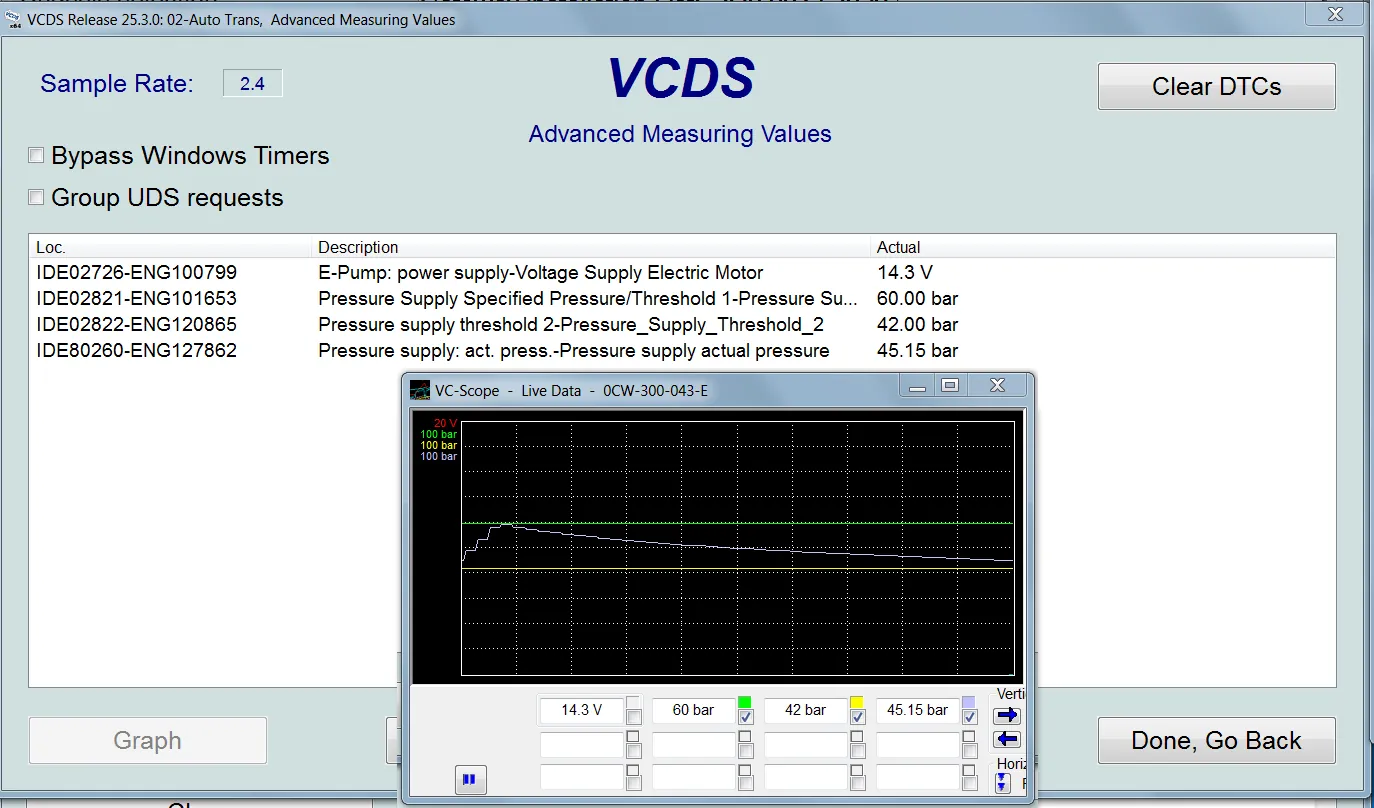 VCDS Release 25.3.0: 02-Auto Trans, Advanced Measuring Values
Sample Rate: 2.4
VCDS
Clear DTCs
Advanced Measuring Values
Bypass Windows Timers
Group UDS requests
Loc. Description Actual
IDE02726-ENG100799 E-Pump: power supply-Voltage Supply Electric Motor 14.3 V
IDE02821-ENG101653 Pressure Supply Specified Pressure/Threshold 1-Pressure Su... 60.00 bar
IDE02822-ENG120865 Pressure supply threshold 2-Pressure_Supply_Threshold_2 42.00 bar
IDE80260-ENG127862 Pressure supply: act. press.-Pressure supply actual pressure 45.15 bar
VC-Scope - Live Data - 0CW-300-043-E
20 V
100 bar
100 bar
100 bar
14.3 V 60 bar 42 bar 45.15 bar
Verti
Horiz
Graph
Done, Go Back